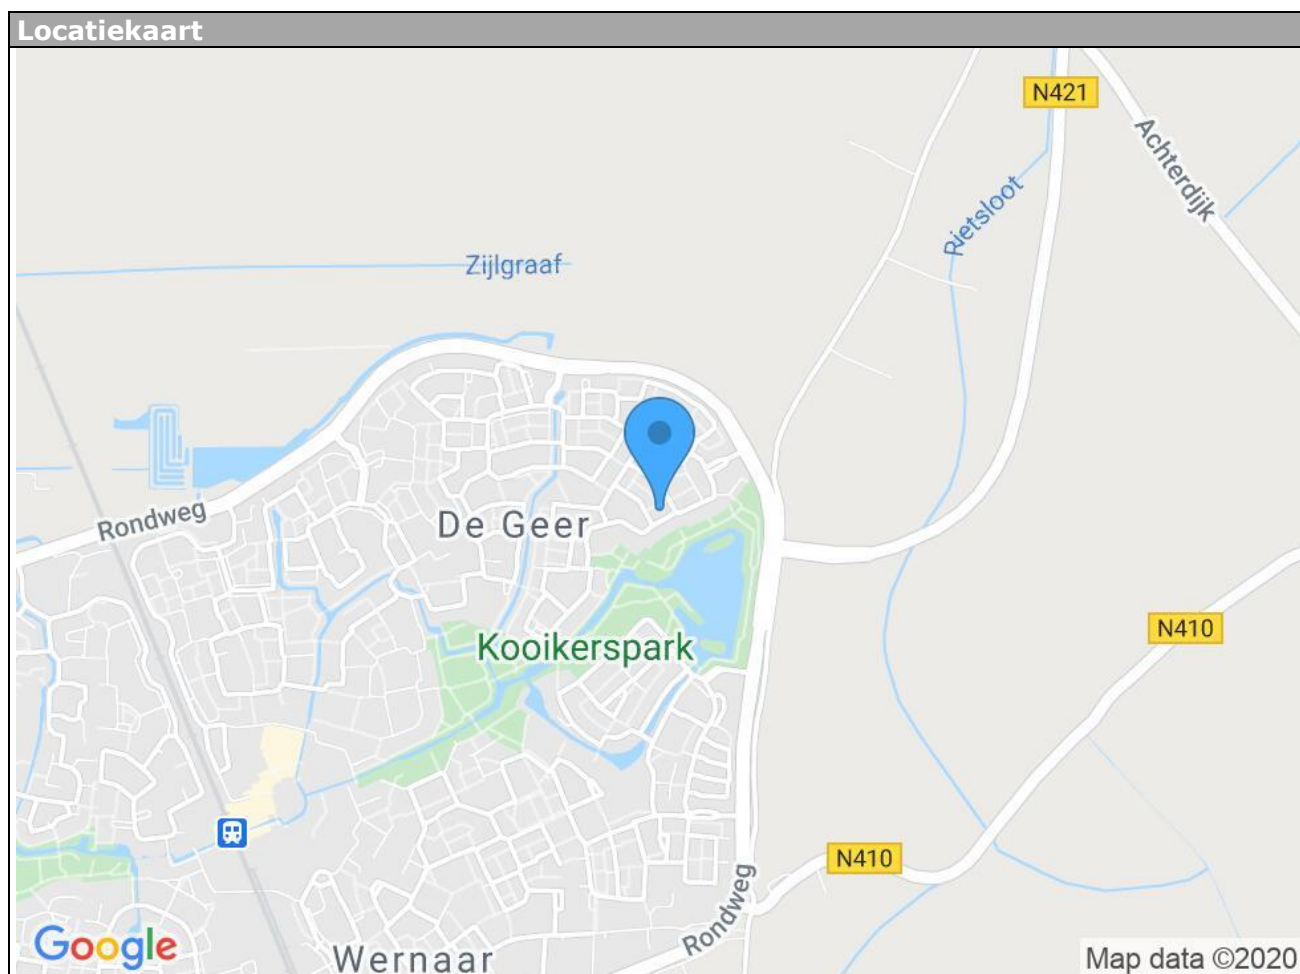 Locatiekaart
N421
Achterdijk
Rietsloot
Zijlgraaf
Rondweg
De Geer
N410
Kooikerspark
N410
Rondweg
Google
Wernaar
Map data ©2020